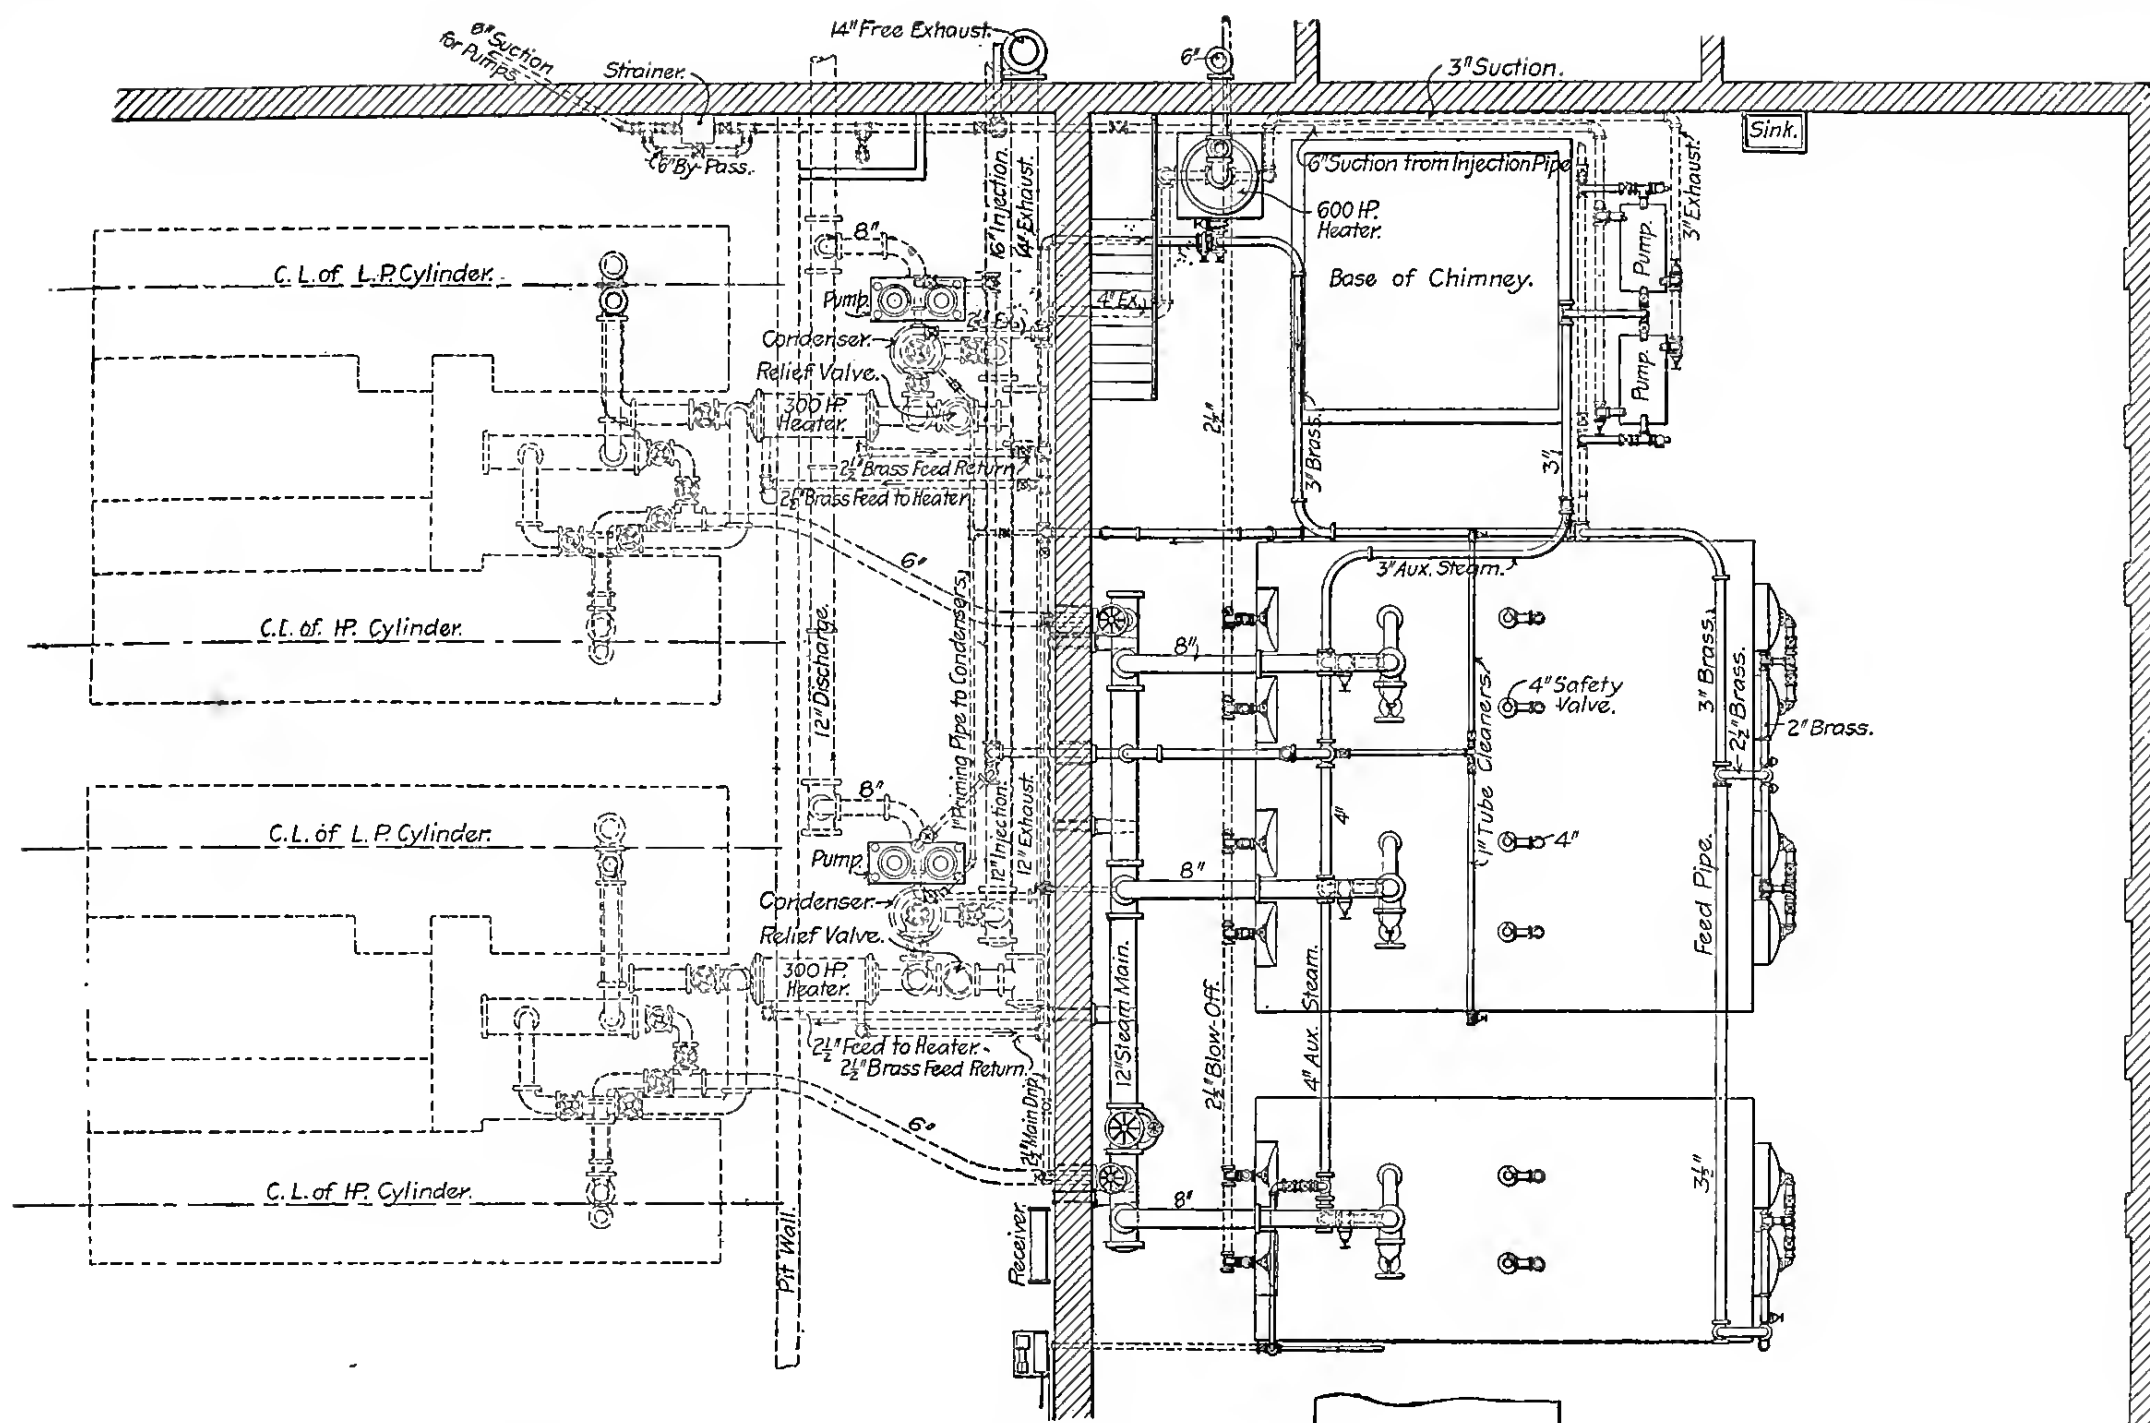 8" Suction
for Pumps.
Strainer.
14" Free Exhaust.
6"
3" Suction.
Sink.
6" By-Pass.
16" Injection.
14" Exhaust.
6" Suction from Injection Pipe
3" Exhaust.
600 HP.
Heater.
Pump.
Base of Chimney.
C.L. of L.P. Cylinder.
8"
Pump.
4" Ex.
Condenser.
Relief Valve.
300 HP.
Heater.
Pump.
2½"
3" Brass.
3"
2½" Brass Feed Return
2½" Brass Feed to Heater
6"
3" Aux. Steam.
C.L. of HP. Cylinder.
12" Discharge.
1" Priming Pipe to Condensers.
8"
1" Tube Cleaners.
4" Safety
Valve.
3" Brass.
2½" Brass.
2" Brass.
C.L. of L.P. Cylinder.
8"
Pump.
12" Injection.
12" Exhaust.
4"
4"
8"
Feed Pipe.
Condenser.
Relief Valve.
300 HP.
Heater.
12" Steam Main.
2½" Blow-Off.
4" Aux. Steam.
2½" Feed to Heater.
2½" Brass Feed Return.
6"
Main Drip.
C.L. of HP. Cylinder.
8"
3½"
Pit Wall.
Receiver.